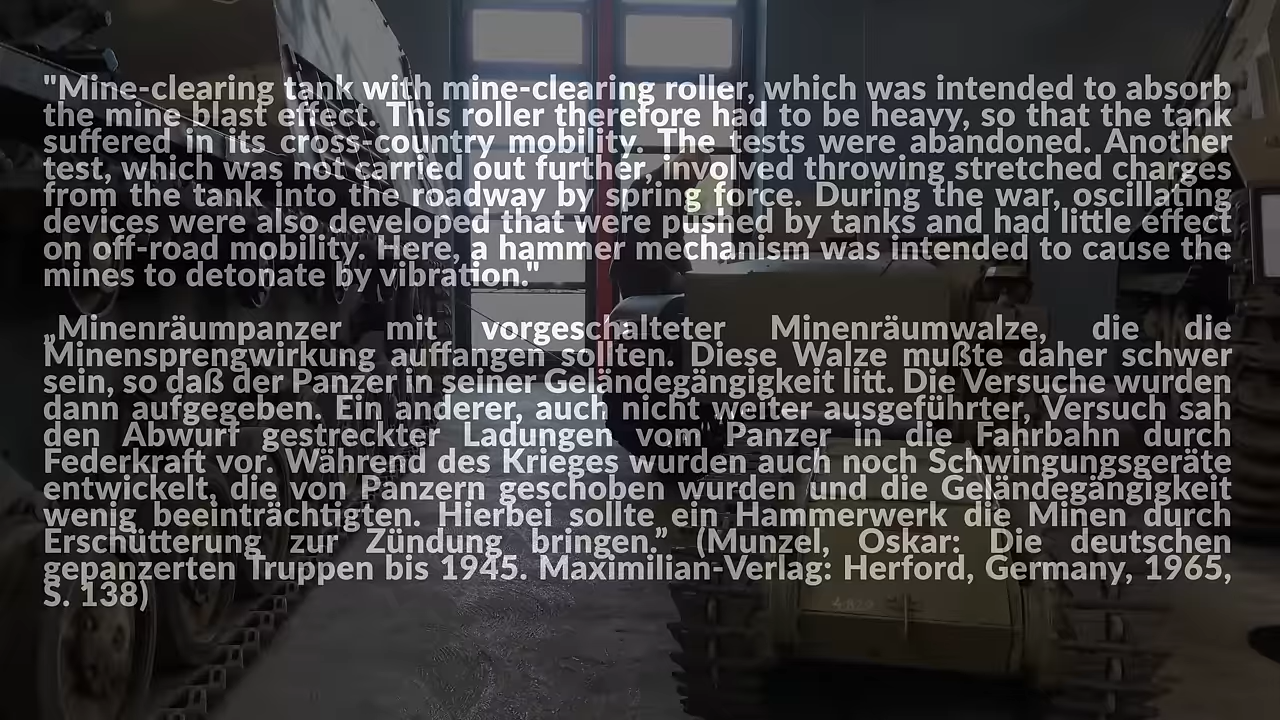 "Mine-clearing tank with mine-clearing roller, which was intended to absorb
the mine blast effect. This roller therefore had to be heavy, so that the tank
suffered in its cross-country mobility. The tests were abandoned. Another
test, which was not carried out further, involved throwing stretched charges
from the tank into the roadway by spring force. During the war, oscillating
devices were also developed that were pushed by tanks and had little effect
on off-road mobility. Here, a hammer mechanism was intended to cause the
mines to detonate by vibration."
„Minenräumpanzer mit vorgeschalteter Minenräumwalze, die die
Minensprengwirkung auffangen sollten. Diese Walze mußte daher schwer
sein, so daß der Panzer in seiner Geländegängigkeit litt. Die Versuche wurden
dann aufgegeben. Ein anderer, auch nicht weiter ausgeführter, Versuch sah
den Abwurf gestreckter Ladungen vom Panzer in die Fahrbahn durch
Federkraft vor. Während des Krieges wurden auch noch Schwingungsgeräte
entwickelt, die von Panzern geschoben wurden und die Geländegängigkeit
wenig beeinträchtigten. Hierbei sollte ein Hammerwerk die Minen durch
Erschütterung zur Zündung bringen.” (Munzel, Oskar: Die deutschen
gepanzerten Truppen bis 1945. Maximilian-Verlag: Herford, Germany, 1965,
S. 138)